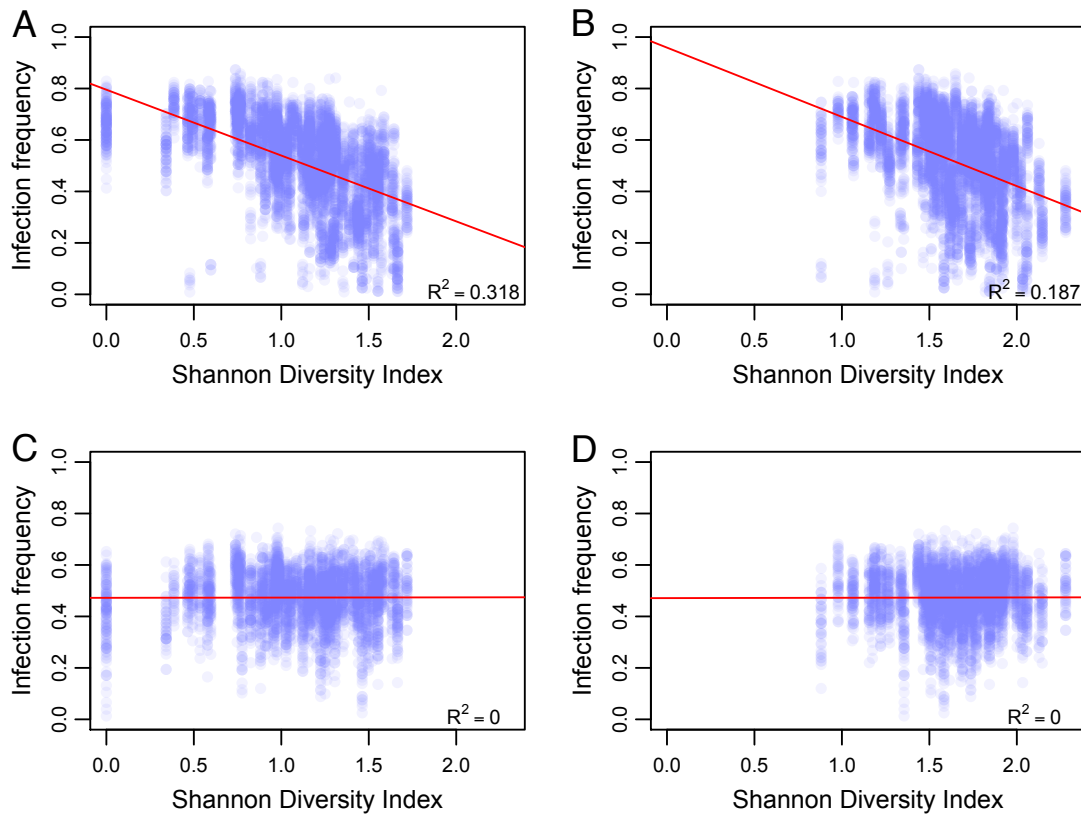 A
Infection frequency
0.0 0.2 0.4 0.6 0.8 1.0
R² = 0.318
0.0 0.5 1.0 1.5 2.0
Shannon Diversity Index
B
Infection frequency
0.0 0.2 0.4 0.6 0.8 1.0
R² = 0.187
0.0 0.5 1.0 1.5 2.0
Shannon Diversity Index
C
Infection frequency
0.0 0.2 0.4 0.6 0.8 1.0
R² = 0
0.0 0.5 1.0 1.5 2.0
Shannon Diversity Index
D
Infection frequency
0.0 0.2 0.4 0.6 0.8 1.0
R² = 0
0.0 0.5 1.0 1.5 2.0
Shannon Diversity Index